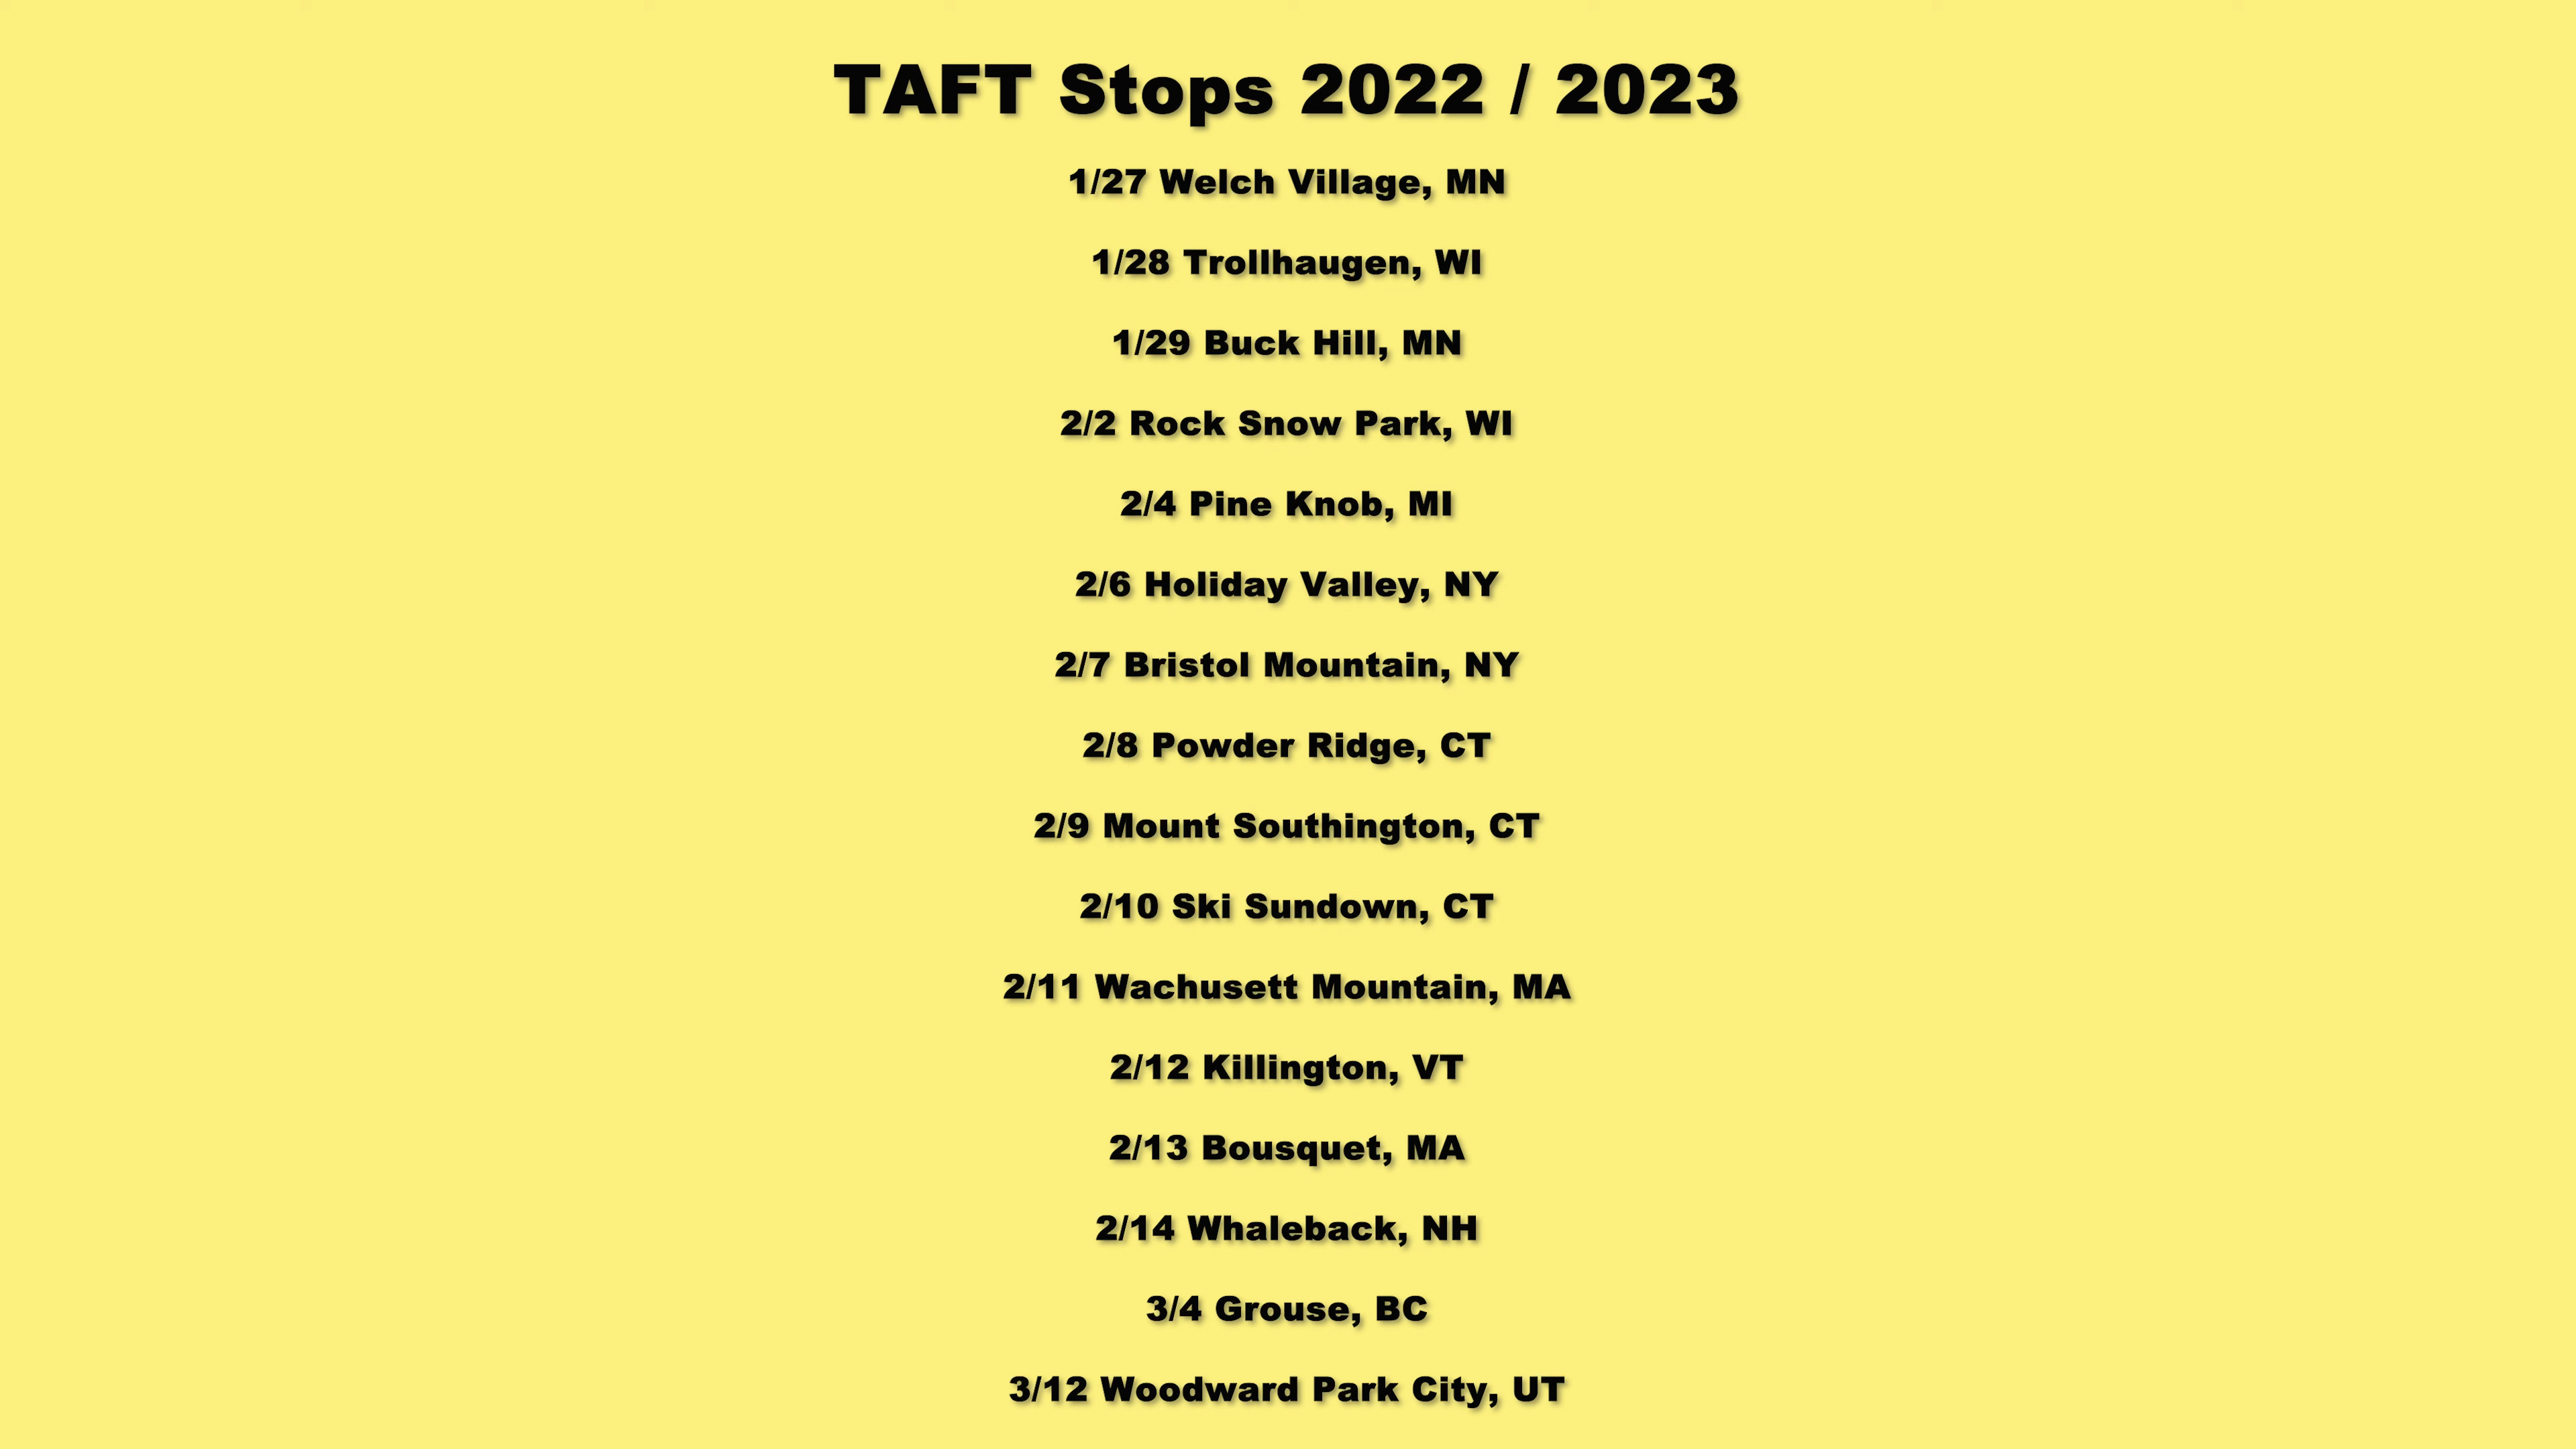 TAFT Stops 2022 / 2023
1/27 Welch Village, MN
1/28 Trollhaugen, WI
1/29 Buck Hill, MN
2/2 Rock Snow Park, WI
2/4 Pine Knob, MI
2/6 Holiday Valley, NY
2/7 Bristol Mountain, NY
2/8 Powder Ridge, CT
2/9 Mount Southington, CT
2/10 Ski Sundown, CT
2/11 Wachusett Mountain, MA
2/12 Killington, VT
2/13 Bousquet, MA
2/14 Whaleback, NH
3/4 Grouse, BC
3/12 Woodward Park City, UT